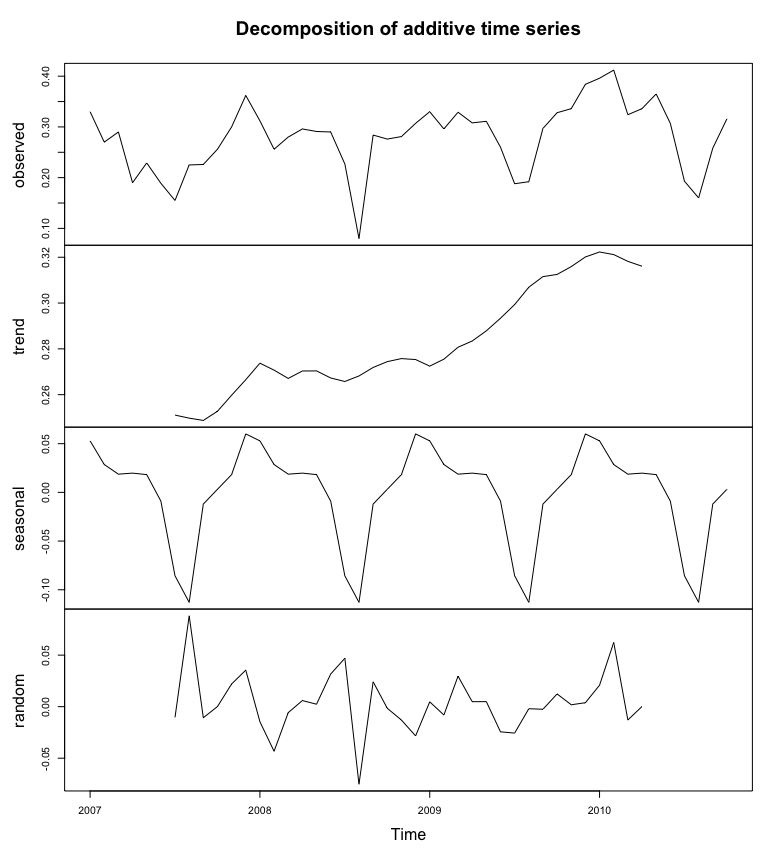 Decomposition of additive time series
observed
0.40
0.30
0.20
0.10
trend
0.32
0.30
0.28
0.26
seasonal
0.05
0.00
-0.05
-0.10
random
0.05
0.00
-0.05
2007 2008 2009 2010
Time